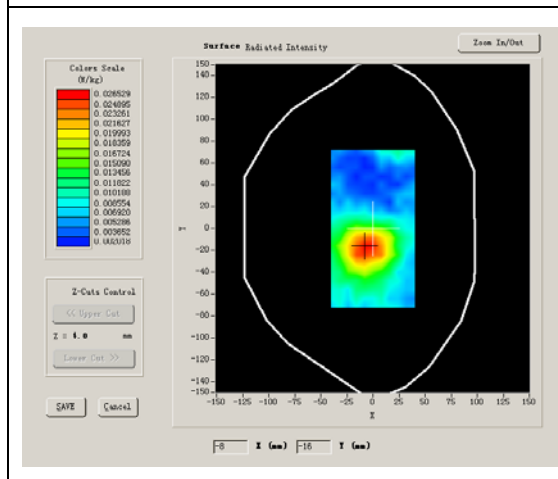 Surface Radiated Intensity
Zoom In/Out
Colors Scale
(W/kg)
0.026529
0.024895
0.023261
0.021627
0.019993
0.018359
0.016724
0.015090
0.013456
0.011822
0.010188
0.008554
0.006920
0.005286
0.003652
0.002018
150
140
120
100
80
60
40
20
0
-20
-40
-60
-80
-100
-120
-140
-150
Y
-150 -125 -100 -75 -50 -25 0 25 50 75 100 125 150
X
Z-Cuts Control
<< Upper Cut
Z = 4.0 mm
Lower Cut >>
SAVE Cancel
-8 X (mm) -16 Y (mm)